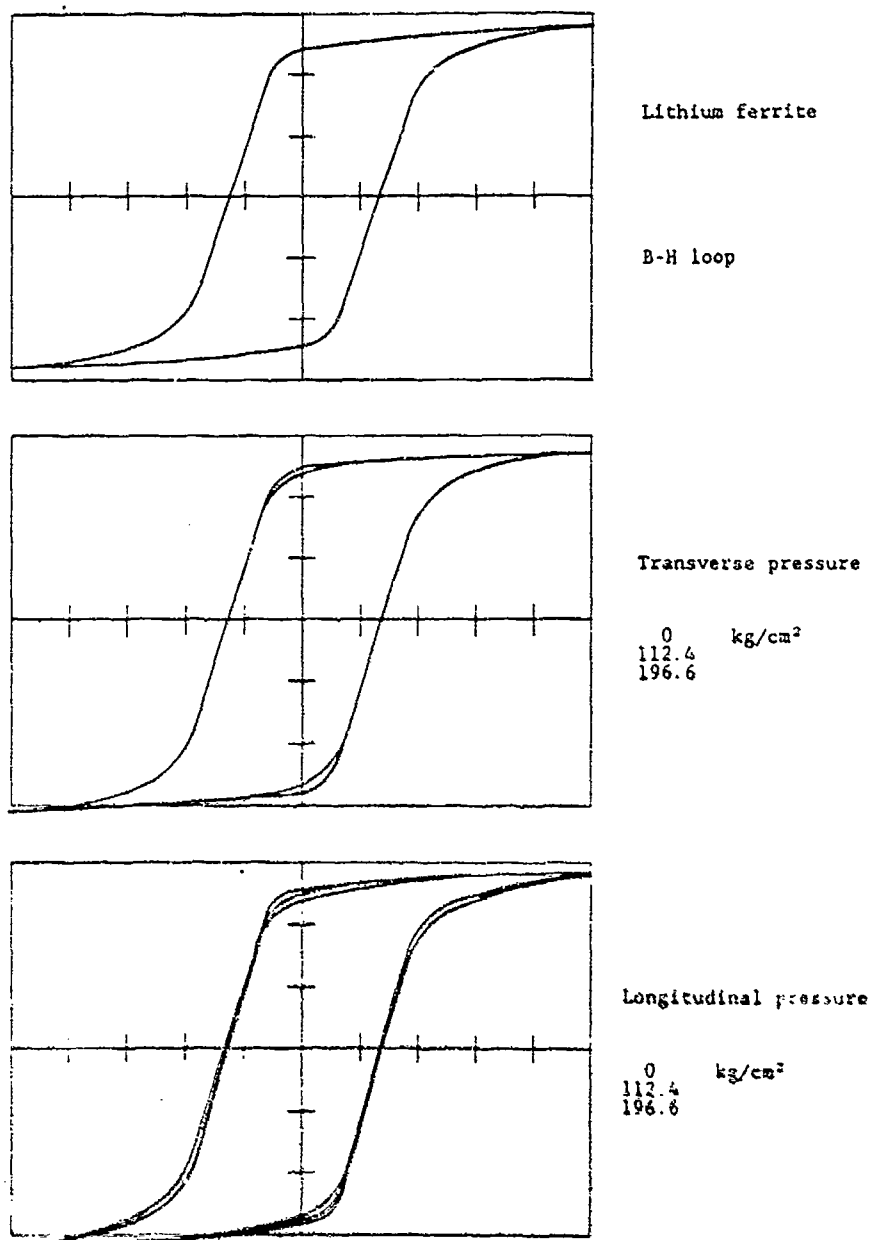 Lithium ferrite
B-H loop
Transverse pressure
0 kg/cm²
112.4
196.6
Longitudinal pressure
0 kg/cm²
112.4
196.6